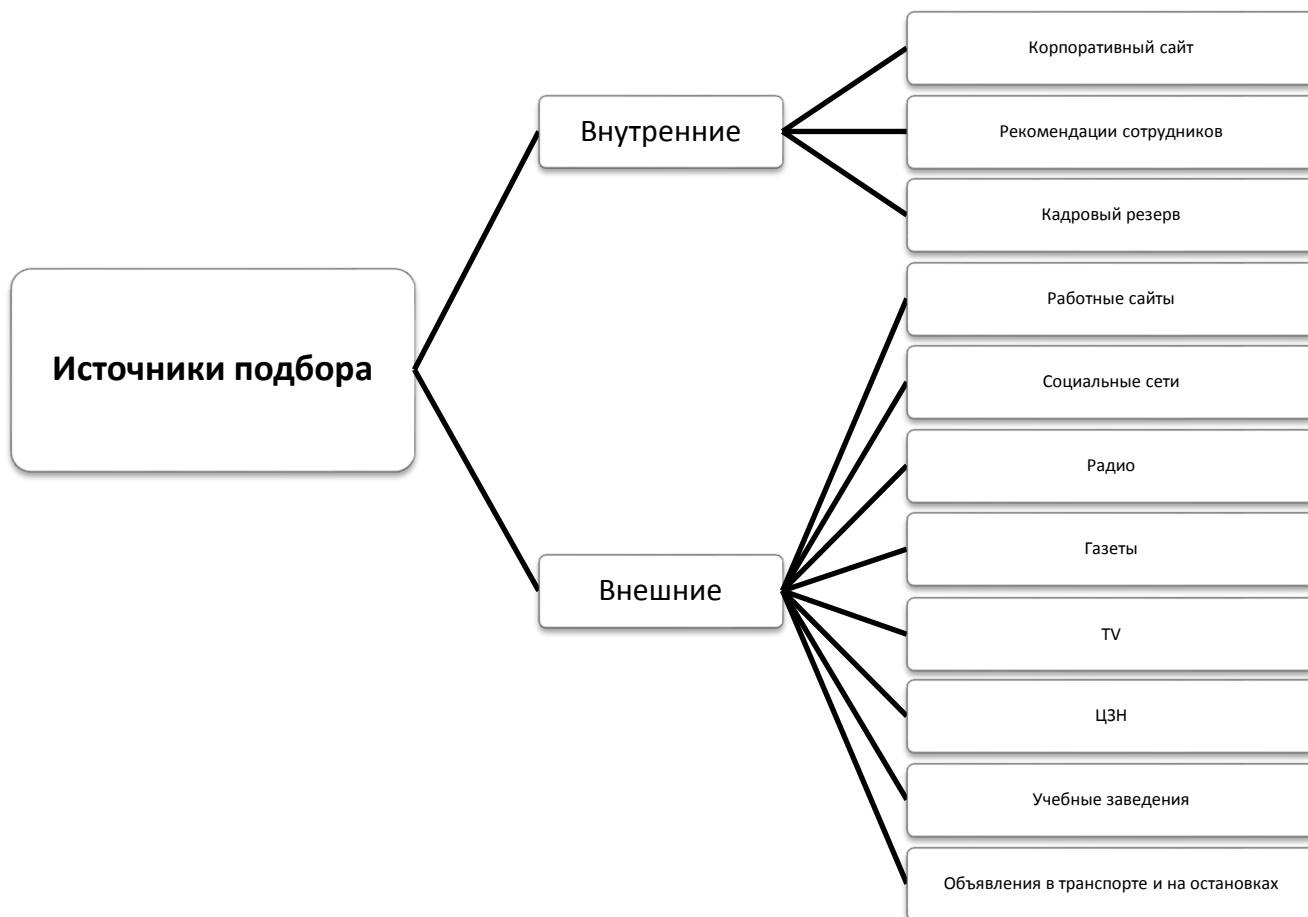 Источники подбора
Внутренние
Корпоративный сайт
Рекомендации сотрудников
Кадровый резерв
Внешние
Работные сайты
Социальные сети
Радио
Газеты
TV
ЦЗН
Учебные заведения
Объявления в транспорте и на остановках